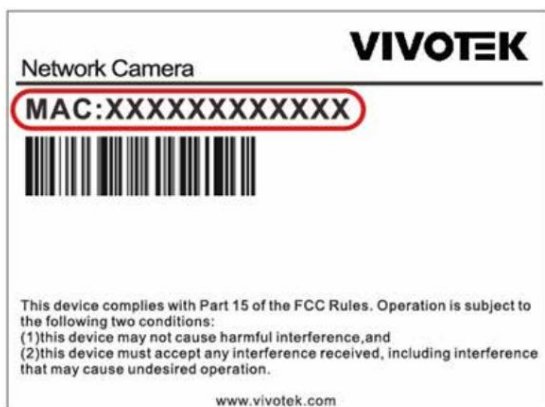 VIVOTEK
Network Camera
MAC:XXXXXXXXXXXX
This device complies with Part 15 of the FCC Rules. Operation is subject to
the following two conditions:
(1)this device may not cause harmful interference,and
(2)this device must accept any interference received, including interference
that may cause undesired operation.
www.vivotek.com